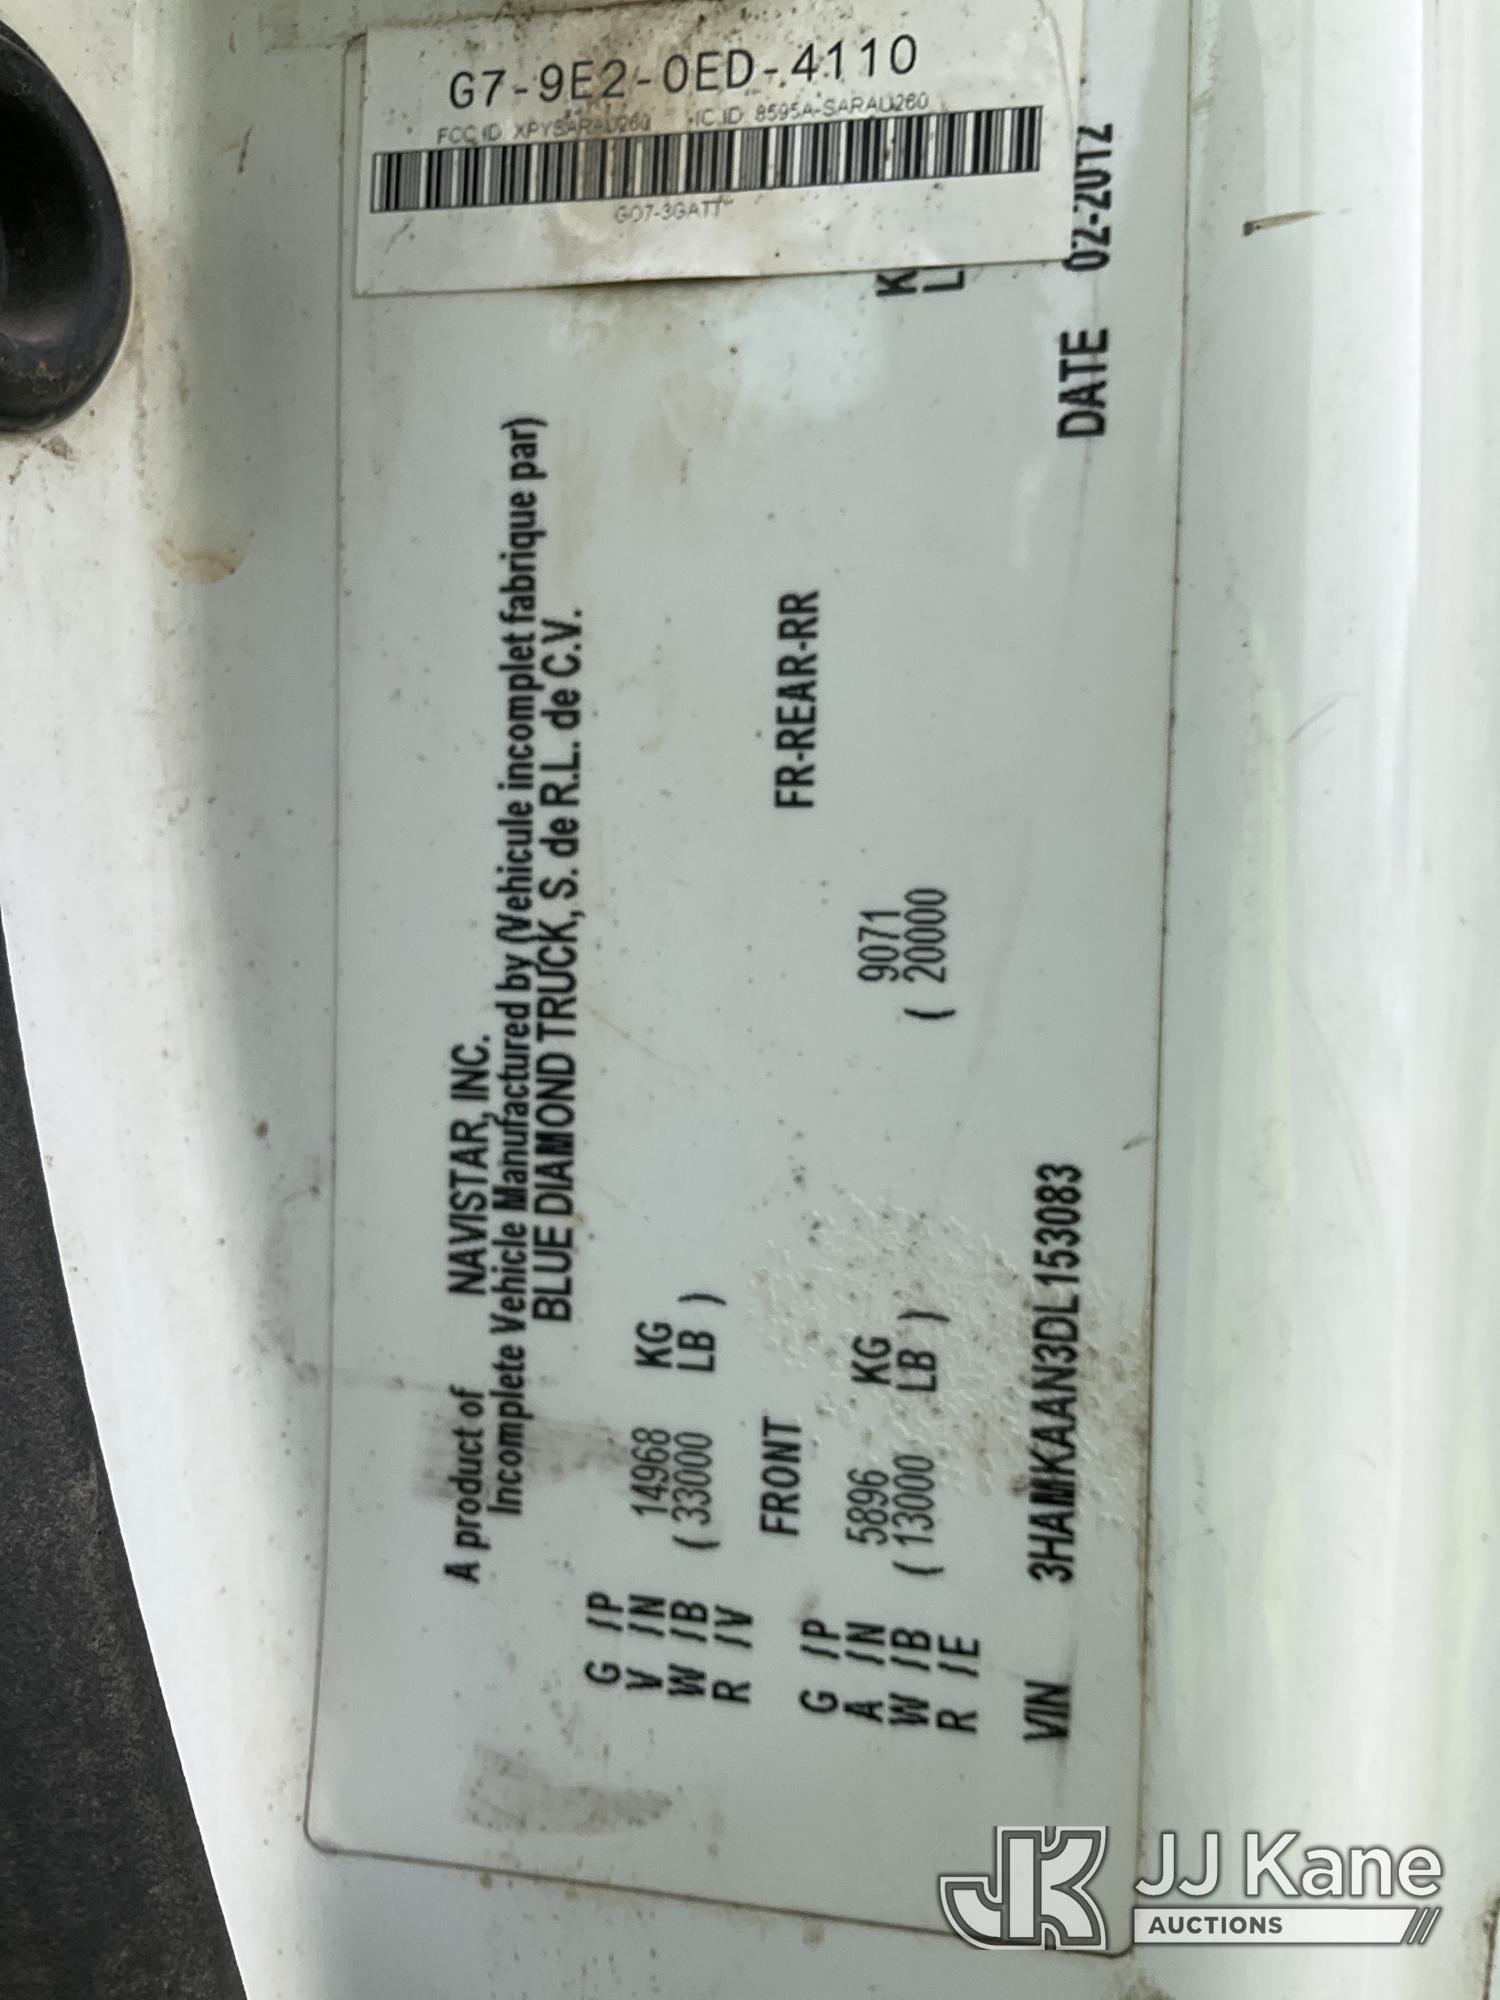 G7-9E2-0ED-4110
FCC ID XPYSARAU260 IC ID 8595A-SARAU260
GO7-3GATT
A product of NAVISTAR, INC.
Incomplete Vehicle Manufactured by (Vehicule incomplet fabrique par)
BLUE DIAMOND TRUCK, S. de R.L. de C.V.
G /P
V /N 14968 KG
W /B ( 33000 LB )
R /V
FRONT FR-REAR-RR
G /P
A /N 5896 KG 9071 K
W /B ( 13000 LB ) ( 20000 L
R /E
VIN 3HAMKAAN3DL153083 DATE 02-2012
JK JJ Kane
AUCTIONS